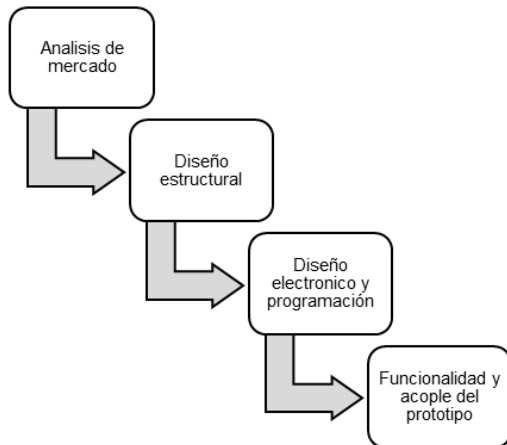 Analisis de
mercado
Diseño
estructural
Diseño
electronico y
programación
Funcionalidad y
acople del
prototipo